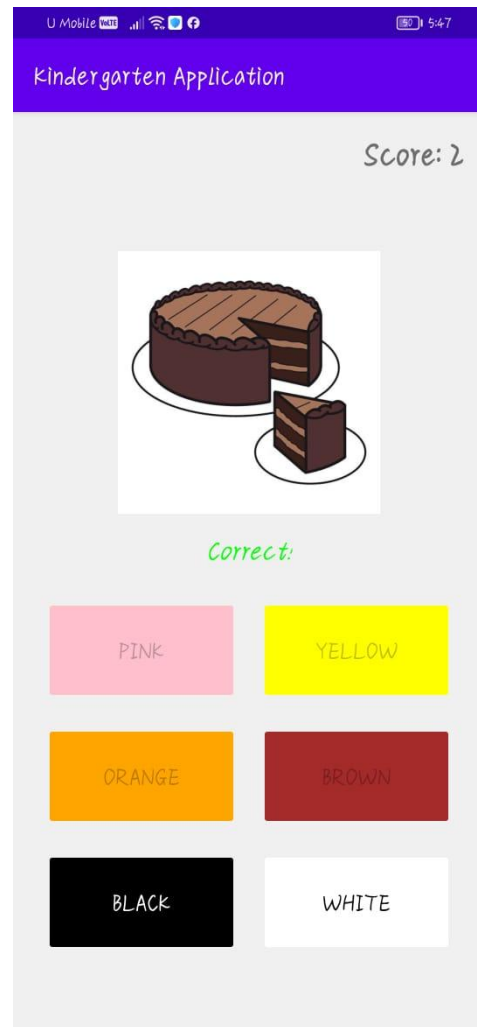 U Mobile VoLTE 50 5:47
Kindergarten Application
Score: 2
Correct!
PINK YELLOW
ORANGE BROWN
BLACK WHITE